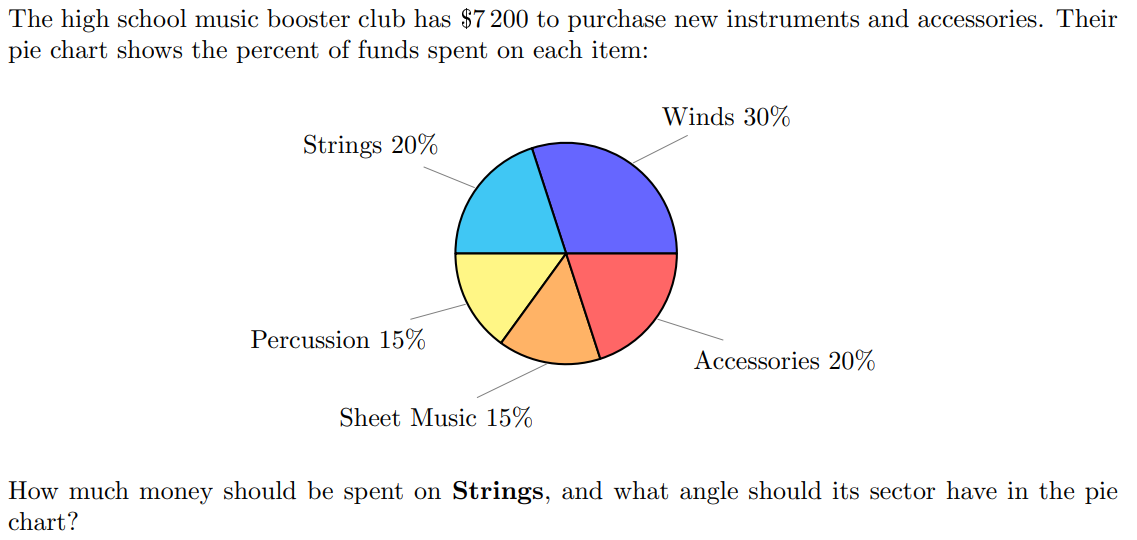 The high school music booster club has $7 200 to purchase new instruments and accessories. Their
pie chart shows the percent of funds spent on each item:
Winds 30%
Strings 20%
Percussion 15%
Accessories 20%
Sheet Music 15%
How much money should be spent on Strings, and what angle should its sector have in the pie
chart?